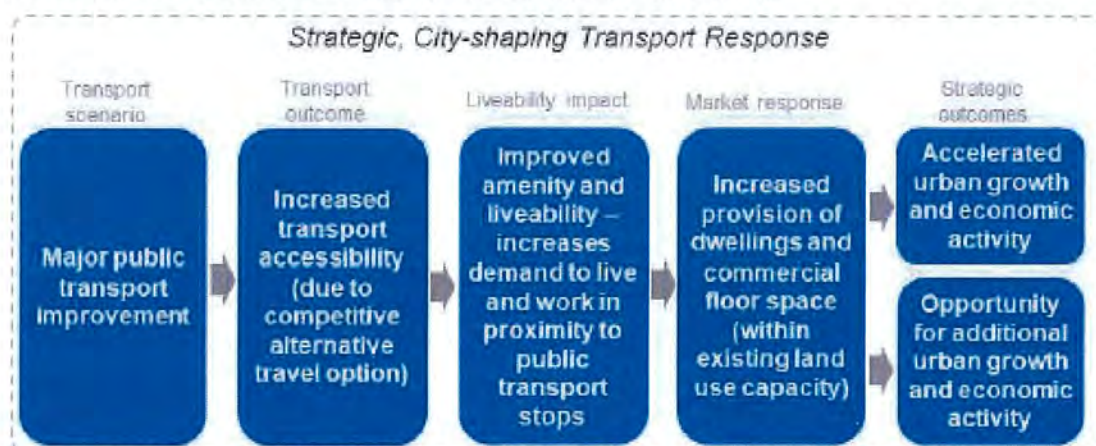 Strategic, City-shaping Transport Response
Transport
scenario
Major public
transport
improvement
Transport
outcome
Increased
transport
accessibility
(due to
competitive
alternative
travel option)
Liveability impact
Improved
amenity and
liveability –
increases
demand to live
and work in
proximity to
public
transport
stops
Market response
Increased
provision of
dwellings and
commercial
floor space
(within
existing land
use capacity)
Strategic
outcomes
Accelerated
urban growth
and economic
activity
Opportunity
for additional
urban growth
and economic
activity